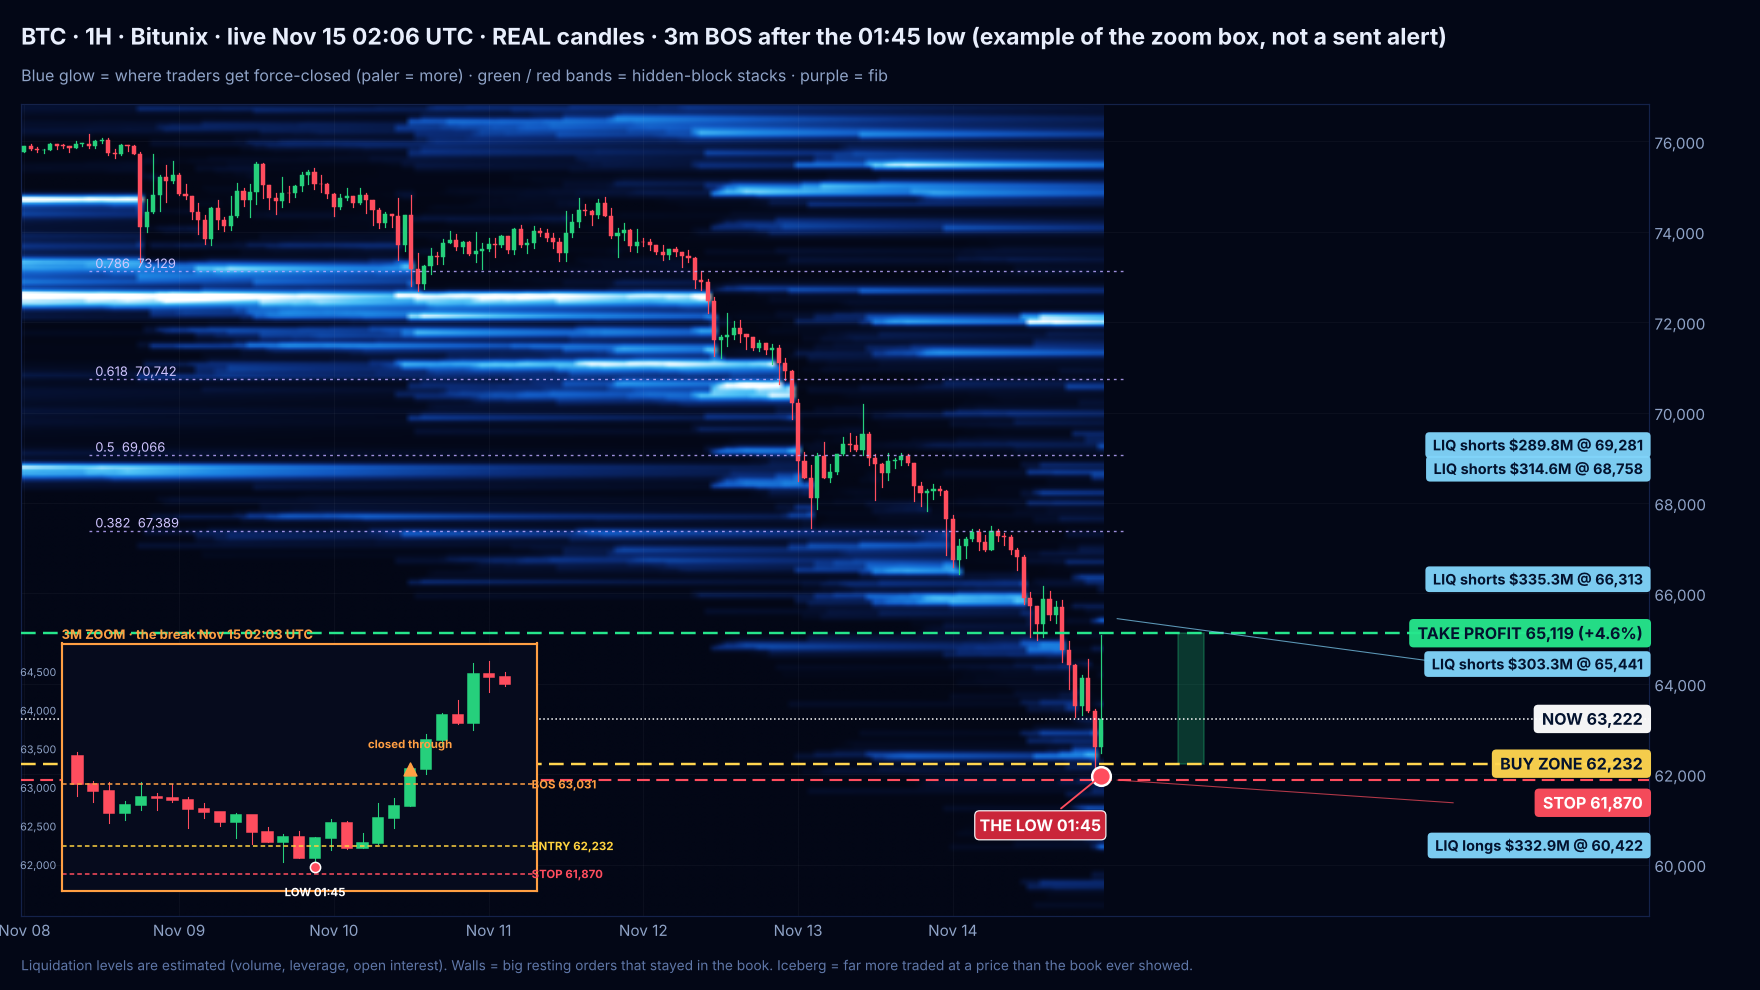 BTC · 1H · Bitunix · live Nov 15 02:06 UTC · REAL candles · 3m BOS after the 01:45 low (example of the zoom box, not a sent alert)
Blue glow = where traders get force-closed (paler = more) · green / red bands = hidden-block stacks · purple = fib
76,000
74,000
0.786 73,129
72,000
0.618 70,742
70,000
0.5 69,066
LIQ shorts $289.8M @ 69,281
LIQ shorts $314.6M @ 68,758
68,000
0.382 67,389
LIQ shorts $335.3M @ 66,313
66,000
3M ZOOM · the break Nov 15 02:03 UTC
TAKE PROFIT 65,119 (+4.6%)
LIQ shorts $303.3M @ 65,441
64,000
NOW 63,222
BUY ZONE 62,232
62,000
STOP 61,870
THE LOW 01:45
LIQ longs $332.9M @ 60,422
60,000
64,500
64,000
closed through
63,500
BOS 63,031
63,000
62,500
ENTRY 62,232
62,000
STOP 61,870
LOW 01:45
Nov 08
Nov 09
Nov 10
Nov 11
Nov 12
Nov 13
Nov 14
Liquidation levels are estimated (volume, leverage, open interest). Walls = big resting orders that stayed in the book. Iceberg = far more traded at a price than the book ever showed.